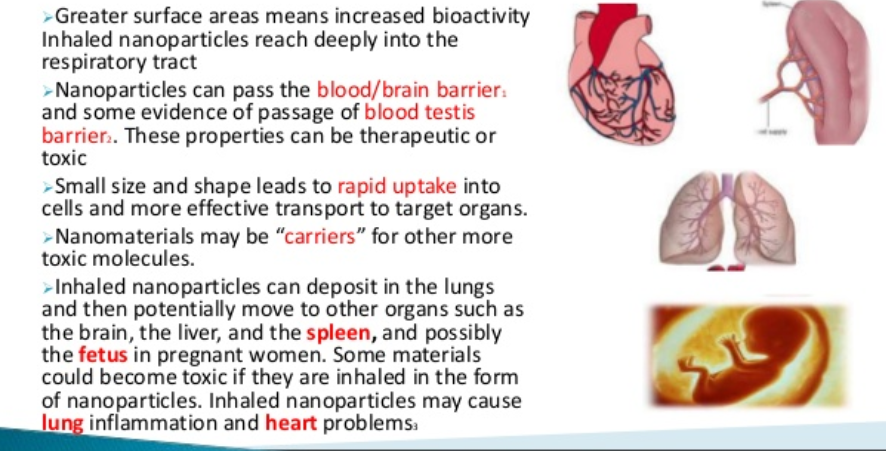 ➢Greater surface areas means increased bioactivity
Inhaled nanoparticles reach deeply into the
respiratory tract
➢Nanoparticles can pass the blood/brain barrier₁
and some evidence of passage of blood testis
barrier₂. These properties can be therapeutic or
toxic
➢Small size and shape leads to rapid uptake into
cells and more effective transport to target organs.
➢Nanomaterials may be “carriers” for other more
toxic molecules.
➢Inhaled nanoparticles can deposit in the lungs
and then potentially move to other organs such as
the brain, the liver, and the spleen, and possibly
the fetus in pregnant women. Some materials
could become toxic if they are inhaled in the form
of nanoparticles. Inhaled nanoparticles may cause
lung inflammation and heart problems₃
Spleen
supply